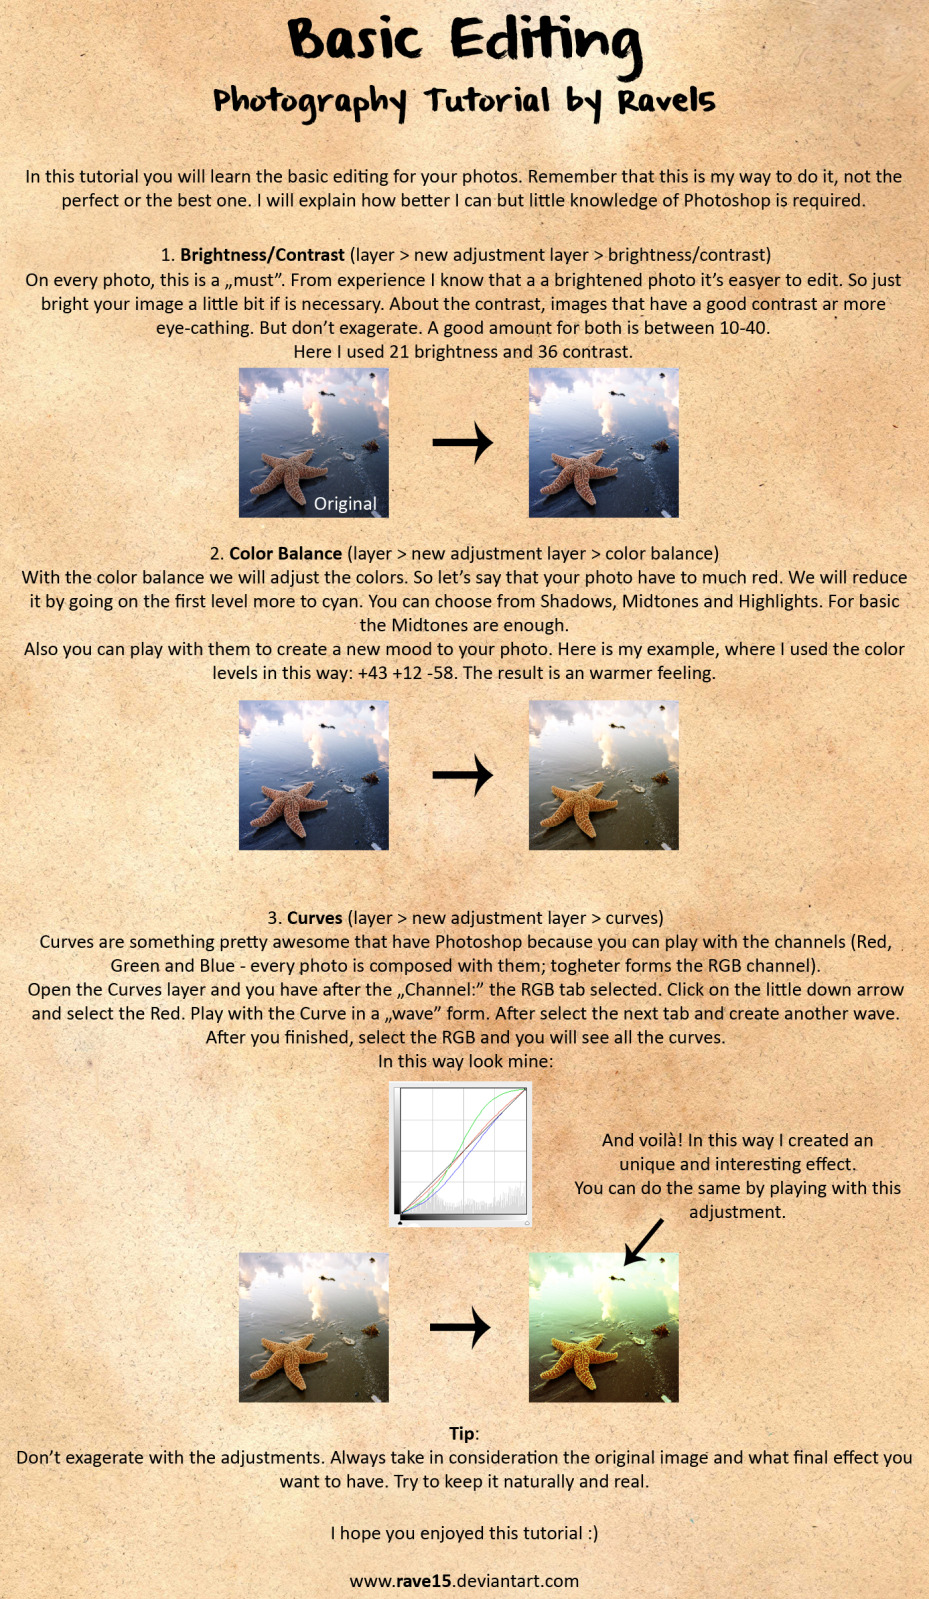 Basic Editing
Photography Tutorial by Rave15
In this tutorial you will learn the basic editing for your photos. Remember that this is my way to do it, not the
perfect or the best one. I will explain how better I can but little knowledge of Photoshop is required.
1. Brightness/Contrast (layer > new adjustment layer > brightness/contrast)
On every photo, this is a „must”. From experience I know that a a brightened photo it’s easyer to edit. So just
bright your image a little bit if is necessary. About the contrast, images that have a good contrast ar more
eye-cathing. But don’t exagerate. A good amount for both is between 10-40.
Here I used 21 brightness and 36 contrast.
Original
2. Color Balance (layer > new adjustment layer > color balance)
With the color balance we will adjust the colors. So let’s say that your photo have to much red. We will reduce
it by going on the first level more to cyan. You can choose from Shadows, Midtones and Highlights. For basic
the Midtones are enough.
Also you can play with them to create a new mood to your photo. Here is my example, where I used the color
levels in this way: +43 +12 -58. The result is an warmer feeling.
3. Curves (layer > new adjustment layer > curves)
Curves are something pretty awesome that have Photoshop because you can play with the channels (Red,
Green and Blue - every photo is composed with them; togheter forms the RGB channel).
Open the Curves layer and you have after the „Channel:” the RGB tab selected. Click on the little down arrow
and select the Red. Play with the Curve in a „wave” form. After select the next tab and create another wave.
After you finished, select the RGB and you will see all the curves.
In this way look mine:
And voilà! In this way I created an
unique and interesting effect.
You can do the same by playing with this
adjustment.
Tip:
Don’t exagerate with the adjustments. Always take in consideration the original image and what final effect you
want to have. Try to keep it naturally and real.
I hope you enjoyed this tutorial :)
www.rave15.deviantart.com